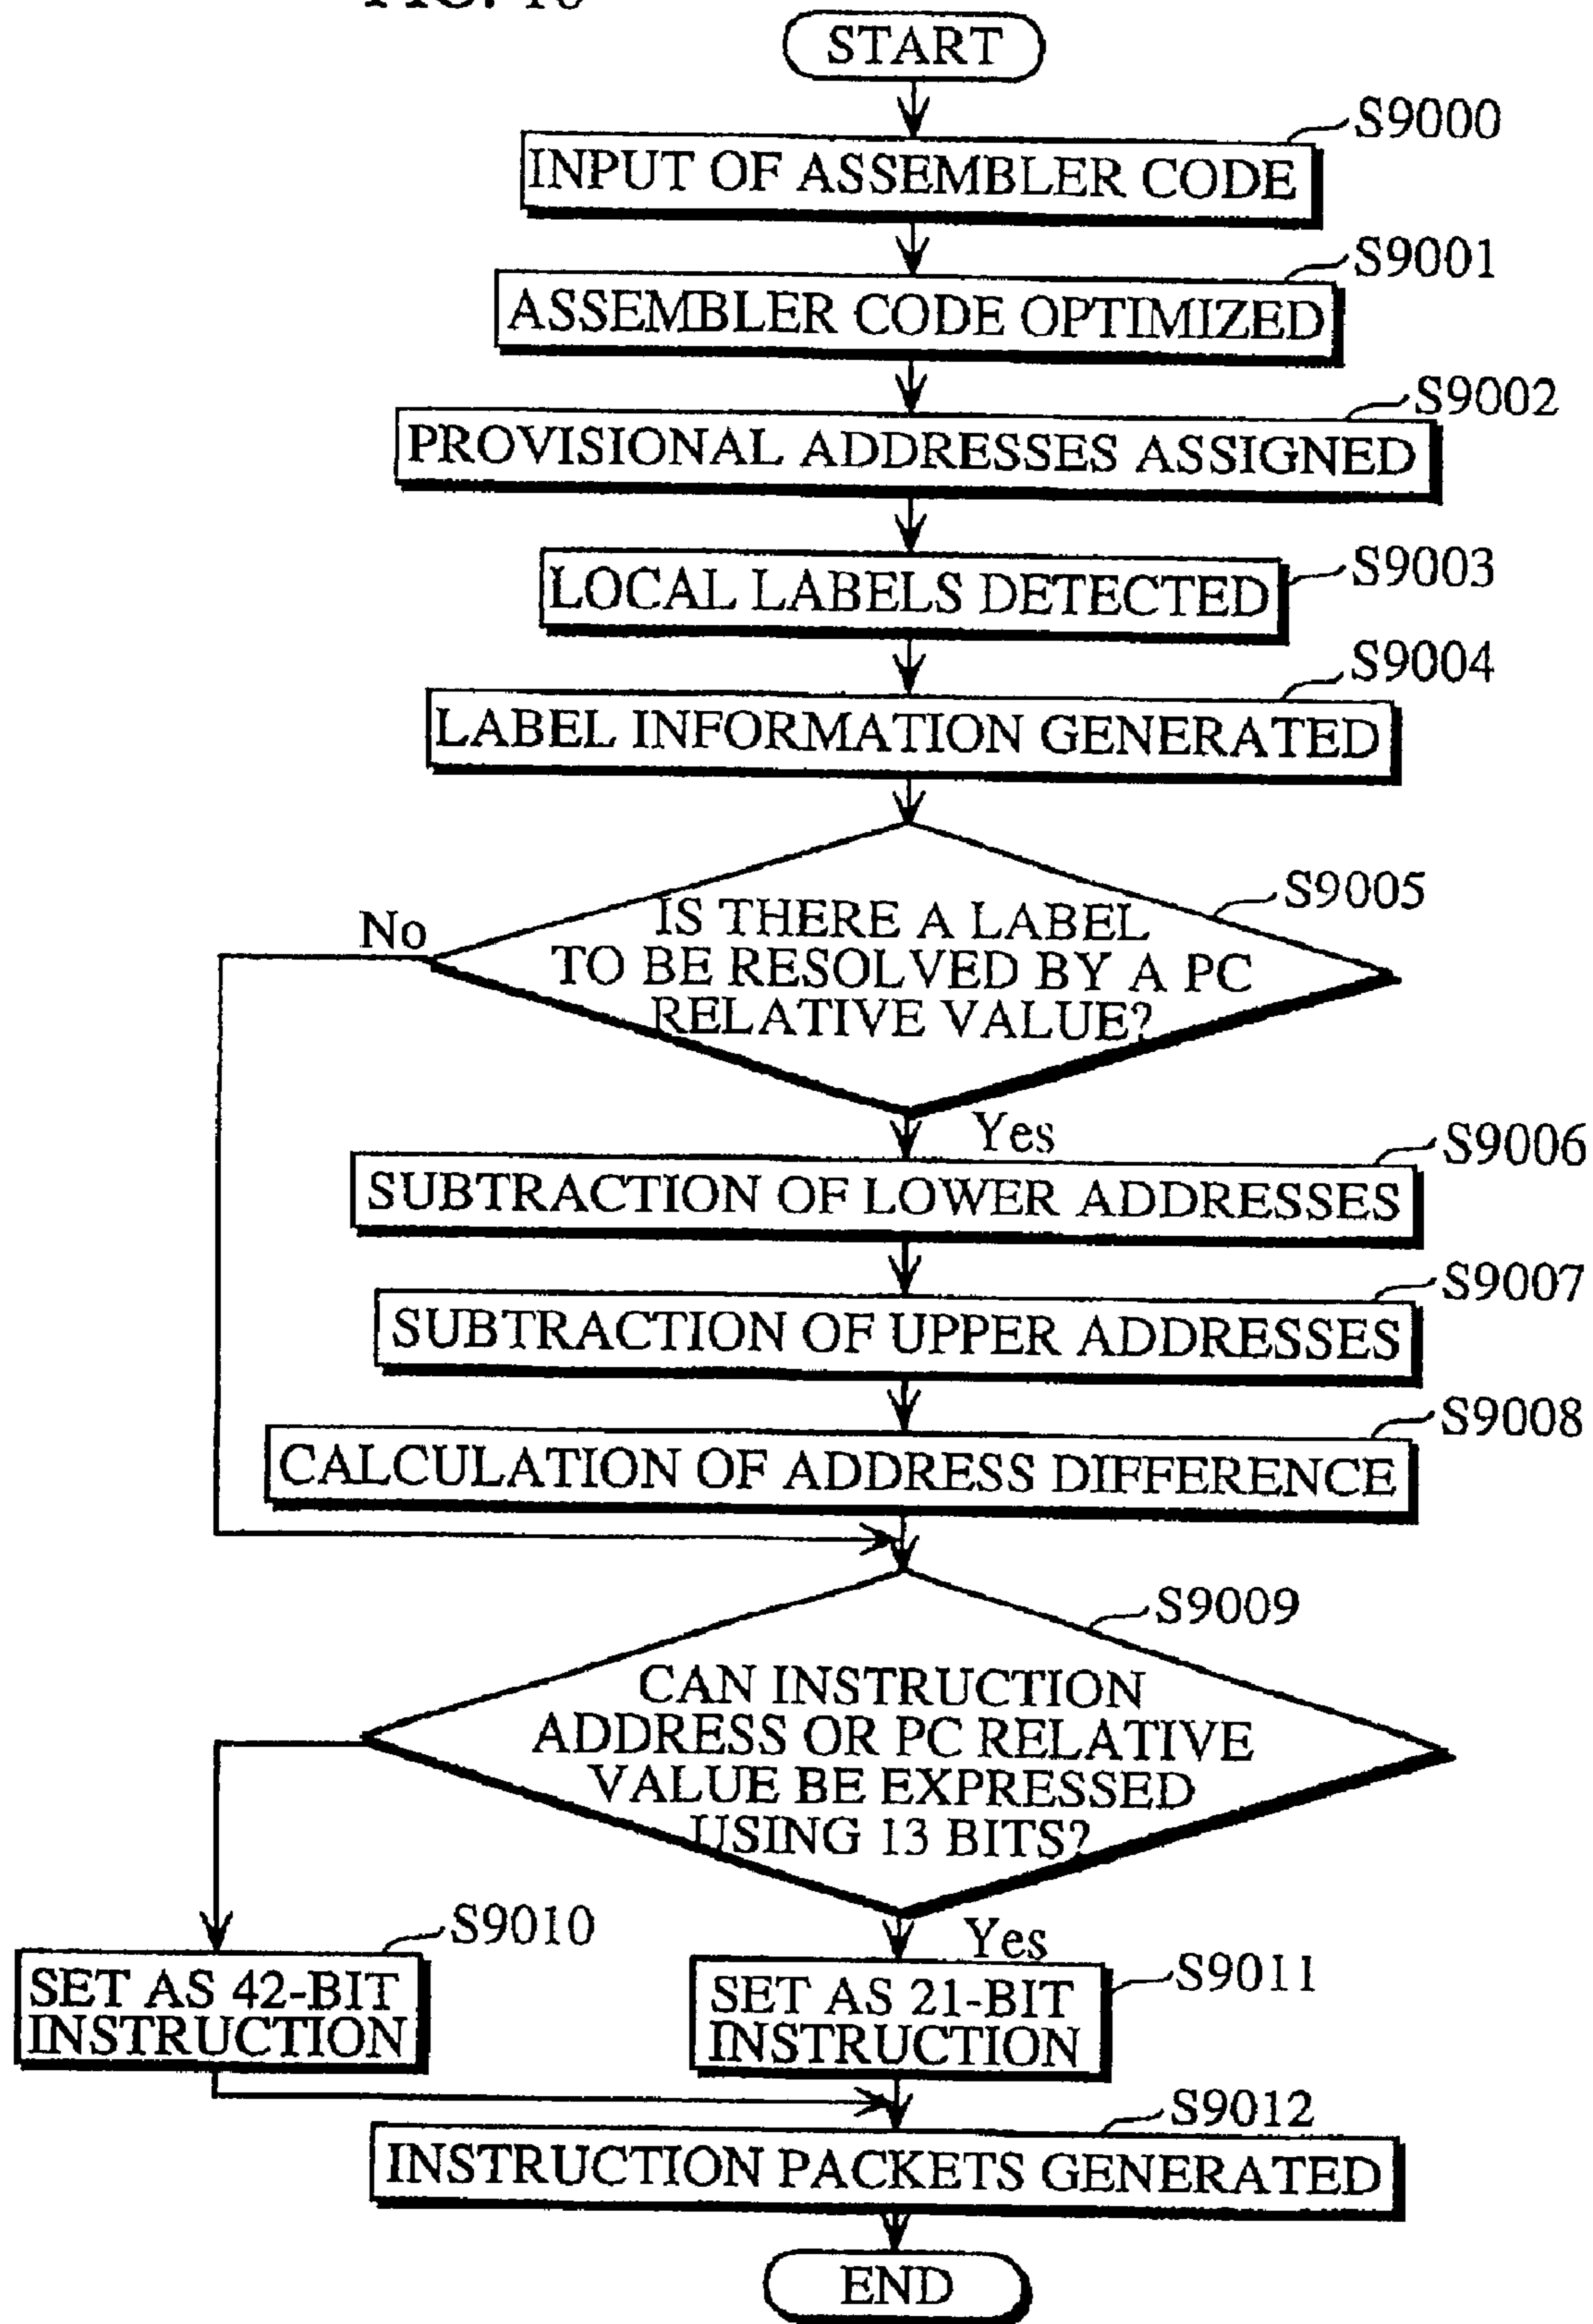 START
S9000
INPUT OF ASSEMBLER CODE
S9001
ASSEMBLER CODE OPTIMIZED
S9002
PROVISIONAL ADDRESSES ASSIGNED
S9003
LOCAL LABELS DETECTED
S9004
LABEL INFORMATION GENERATED
S9005
No
IS THERE A LABEL
TO BE RESOLVED BY A PC
RELATIVE VALUE?
Yes
S9006
SUBTRACTION OF LOWER ADDRESSES
S9007
SUBTRACTION OF UPPER ADDRESSES
S9008
CALCULATION OF ADDRESS DIFFERENCE
S9009
CAN INSTRUCTION
ADDRESS OR PC RELATIVE
VALUE BE EXPRESSED
USING 13 BITS?
S9010
Yes
SET AS 42-BIT
INSTRUCTION
S9011
SET AS 21-BIT
INSTRUCTION
S9012
INSTRUCTION PACKETS GENERATED
END